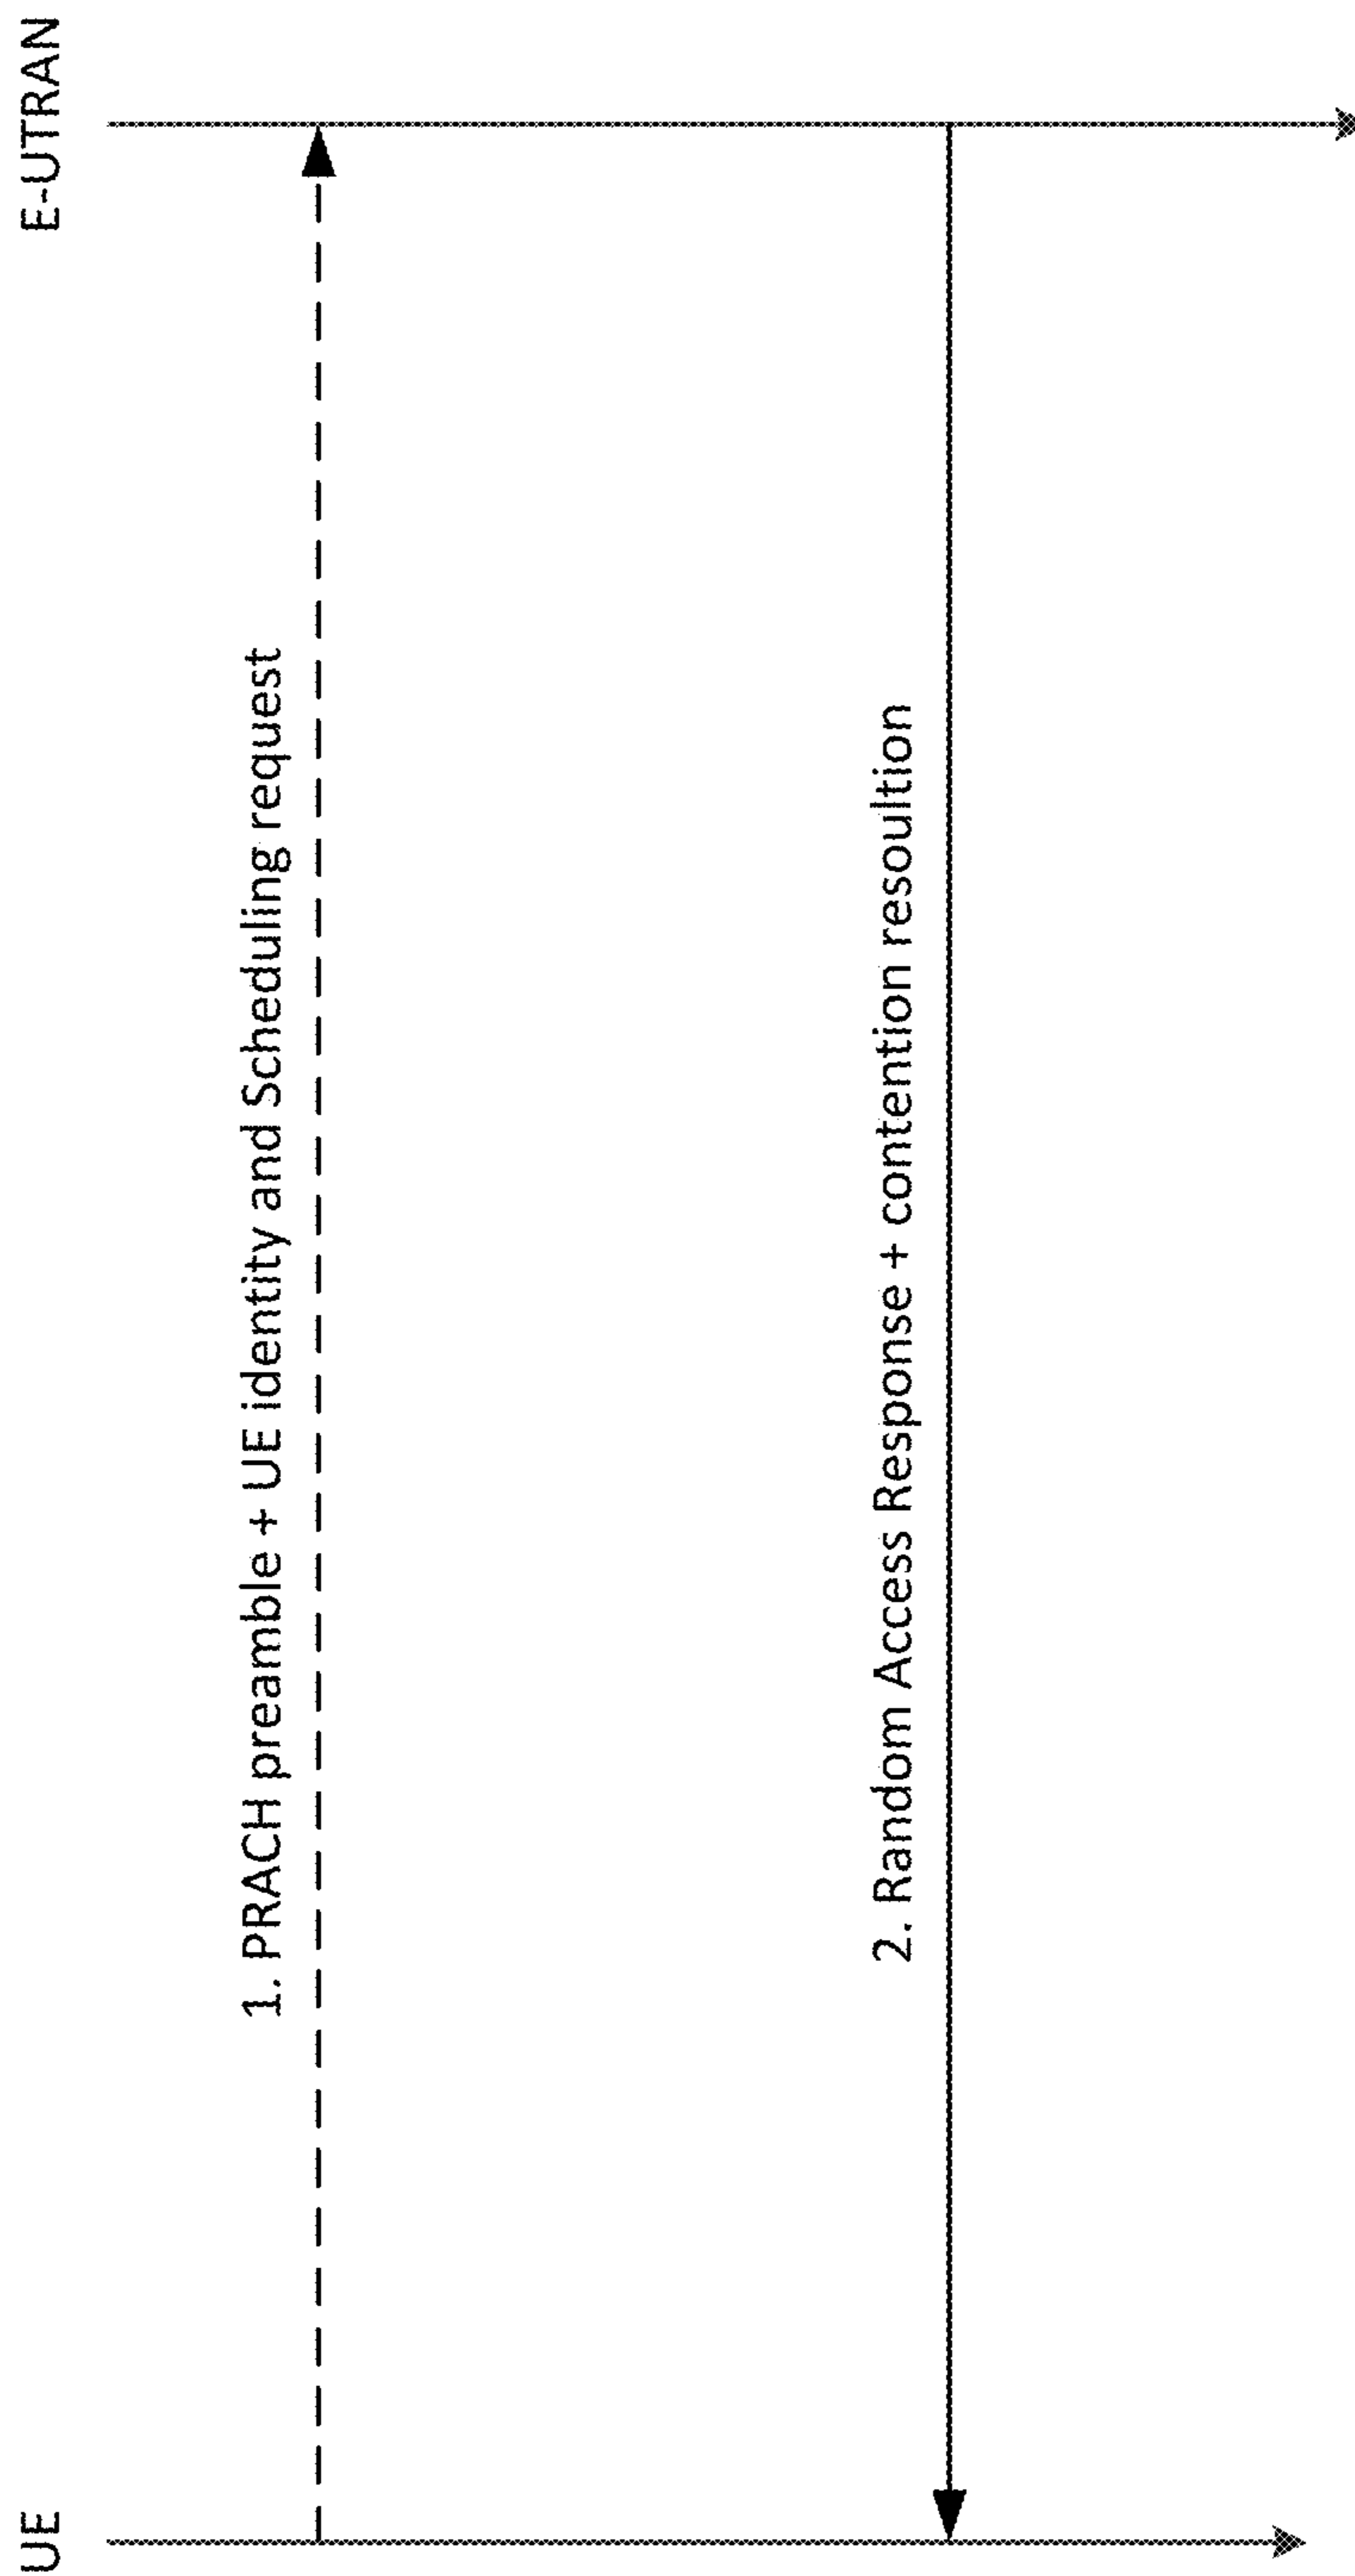 UE
E-UTRAN
1. PRACH preamble + UE identity and Scheduling request
2. Random Access Response + contention resoultion